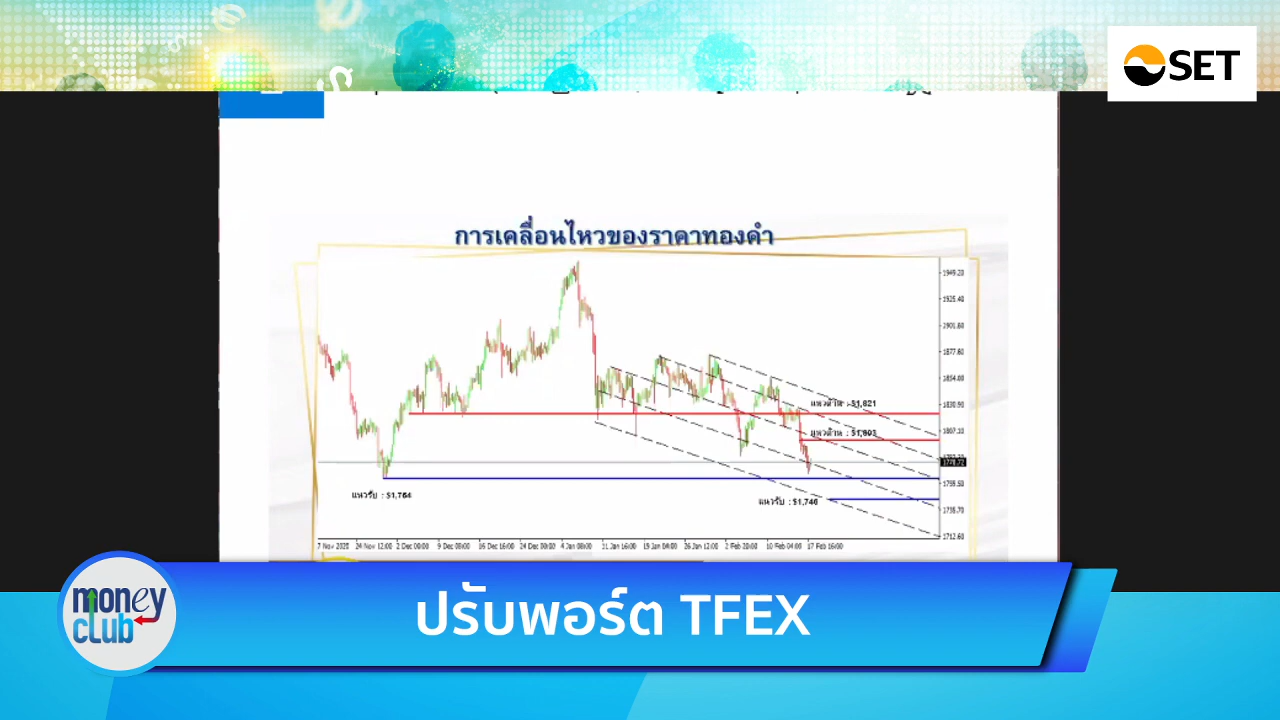 SET
การเคลื่อนไหวของราคาทองคำ
1949.20
1925.40
1901.60
1877.80
1854.00
แนวต้าน : $1,821
1830.90
1807.10
แนวต้าน : $1,803
1778.72
แนวรับ : $1,764
1759.50
แนวรับ : $1,746
1735.70
1712.60
7 Nov 2020 24 Nov 12:00 2 Dec 00:00 9 Dec 08:00 16 Dec 16:00 24 Dec 00:00 4 Jan 08:00 11 Jan 16:00 19 Jan 04:00 26 Jan 12:00 2 Feb 20:00 10 Feb 04:00 17 Feb 16:00
money club
ปรับพอร์ต TFEX